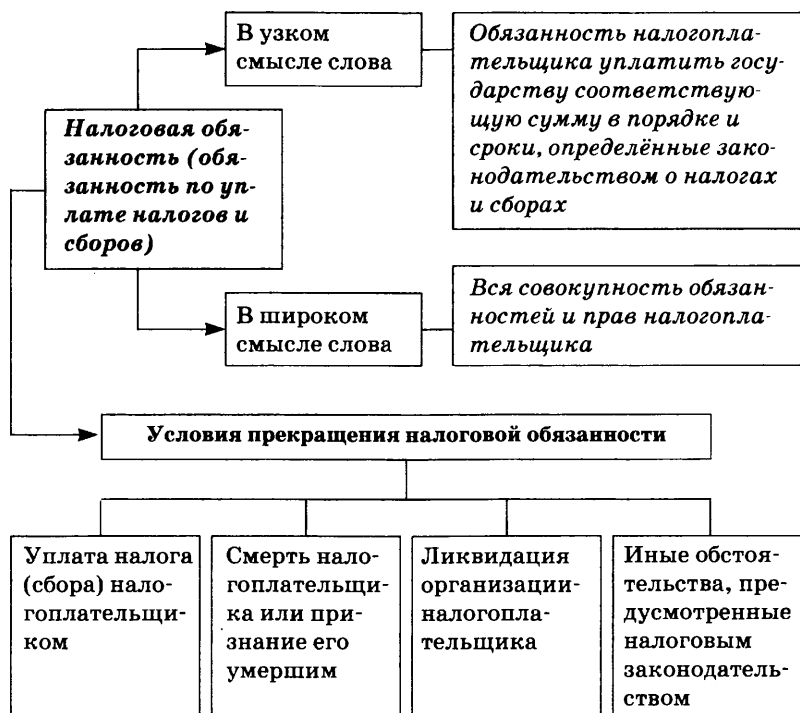 В узком
смысле слова
Обязанность налогопла-
тельщика уплатить госу-
дарству соответствую-
щую сумму в порядке и
сроки, определённые зако-
нодательством о налогах
и сборах
Налоговая обя-
занность (обя-
занность по уп-
лате налогов и
сборов)
В широком
смысле слова
Вся совокупность обязан-
ностей и прав налогопла-
тельщика
Условия прекращения налоговой обязанности
Уплата налога
(сбора) нало-
гоплательщи-
ком
Смерть нало-
гоплательщи-
ка или при-
знание его
умершим
Ликвидация
организации-
налогопла-
тельщика
Иные обстоя-
тельства, пре-
дусмотренные
налоговым
законодатель-
ством